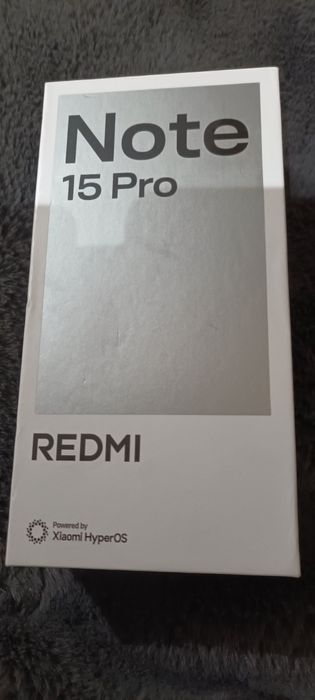 Note
15 Pro
REDMI
Powered by
Xiaomi HyperOS